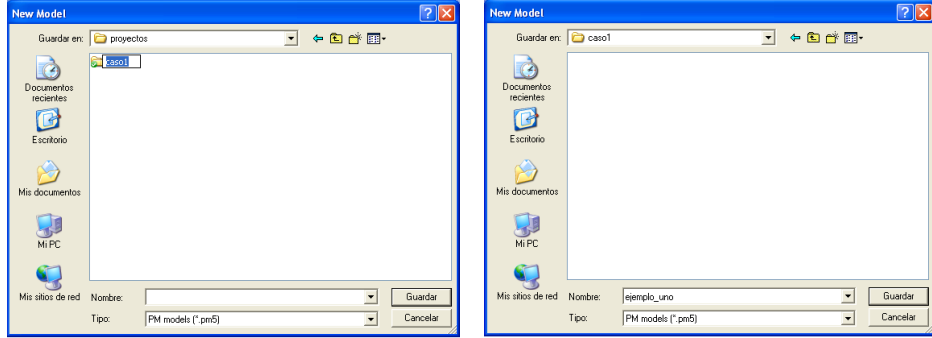 New Model
Guardar en:
proyectos
caso1
Documentos
recientes
Escritorio
Mis documentos
Mi PC
Mis sitios de red
Nombre:
Guardar
Tipo:
PM models (*.pm5)
Cancelar
New Model
Guardar en:
caso1
Documentos
recientes
Escritorio
Mis documentos
Mi PC
Mis sitios de red
Nombre:
ejemplo_uno
Guardar
Tipo:
PM models (*.pm5)
Cancelar